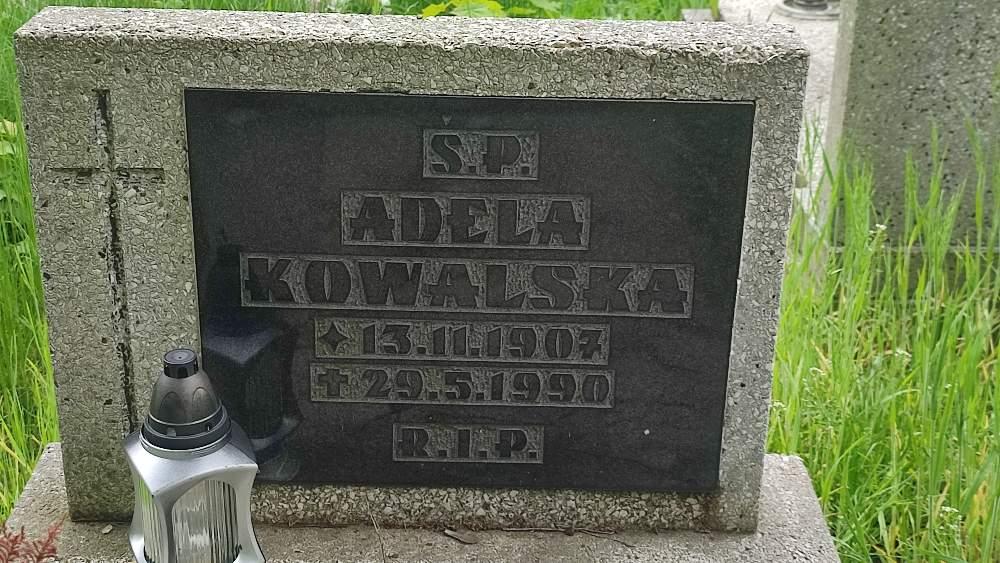 Ś.P.
ADELA
KOWALSKA
✦ 13.11.1907
✝ 29.5.1990
R.I.P.